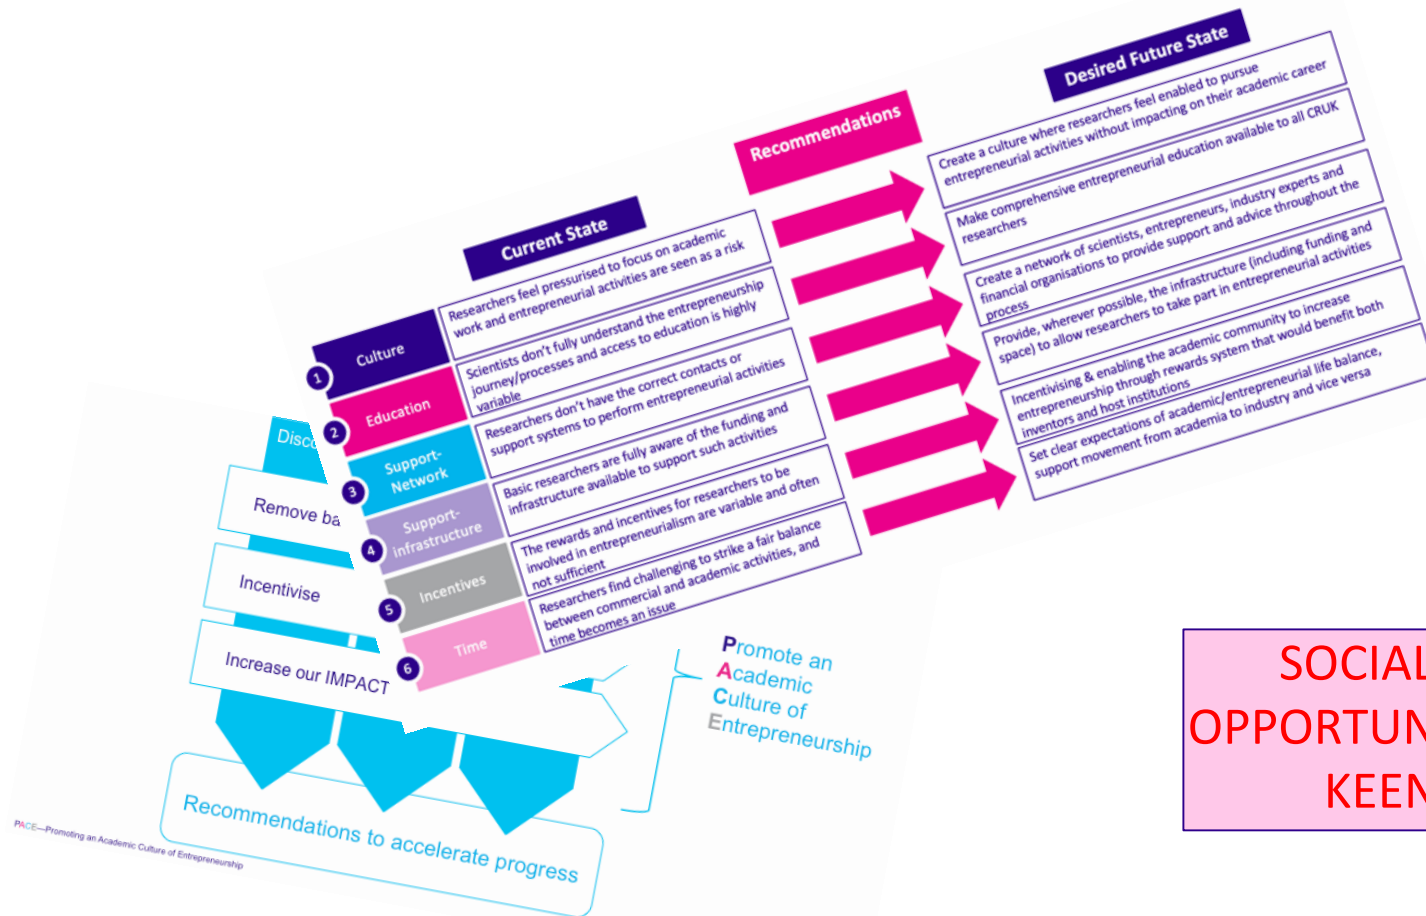 Desired Future State
Recommendations
Current State
1
Culture
Researchers feel pressurised to focus on academic
work and entrepreneurial activities are seen as a risk
Create a culture where researchers feel enabled to pursue
entrepreneurial activities without impacting on their academic career
2
Education
Scientists don't fully understand the entrepreneurship
journey/processes and access to education is highly
variable
Make comprehensive entrepreneurial education available to all CRUK
researchers
3
Support-
Network
Researchers don't have the correct contacts or
support systems to perform entrepreneurial activities
Create a network of scientists, entrepreneurs, industry experts and
financial organisations to provide support and advice throughout the
process
4
Support-
infrastructure
Basic researchers are fully aware of the funding and
infrastructure available to support such activities
Provide, wherever possible, the infrastructure (including funding and
space) to allow researchers to take part in entrepreneurial activities
5
Incentives
The rewards and incentives for researchers to be
involved in entrepreneurialism are variable and often
not sufficient
Incentivising & enabling the academic community to increase
entrepreneurship through rewards system that would benefit both
inventors and host institutions
6
Time
Researchers find challenging to strike a fair balance
between commercial and academic activities, and
time becomes an issue
Set clear expectations of academic/entrepreneurial life balance,
support movement from academia to industry and vice versa
Disco
Remove ba
Incentivise
Increase our IMPACT
Promote an
Academic
Culture of
Entrepreneurship
Recommendations to accelerate progress
PACE—Promoting an Academic Culture of Entrepreneurship
SOCIAL
OPPORTUN
KEEN